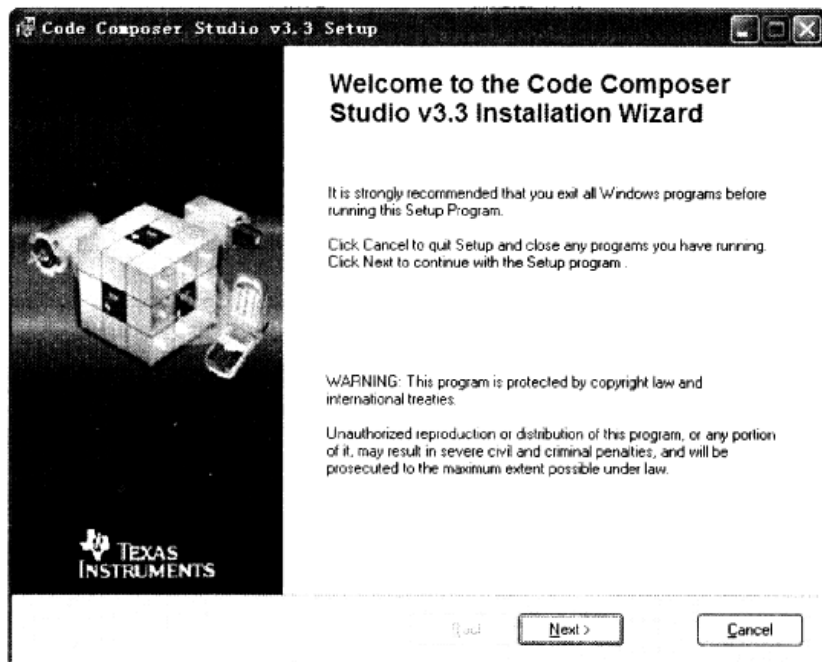 Code Composer Studio v3.3 Setup
Welcome to the Code Composer
Studio v3.3 Installation Wizard
It is strongly recommended that you exit all Windows programs before
running this Setup Program.
Click Cancel to quit Setup and close any programs you have running.
Click Next to continue with the Setup program .
WARNING: This program is protected by copyright law and
international treaties.
Unauthorized reproduction or distribution of this program, or any portion
of it, may result in severe civil and criminal penalties, and will be
prosecuted to the maximum extent possible under law.
TEXAS
INSTRUMENTS
Next >
Cancel